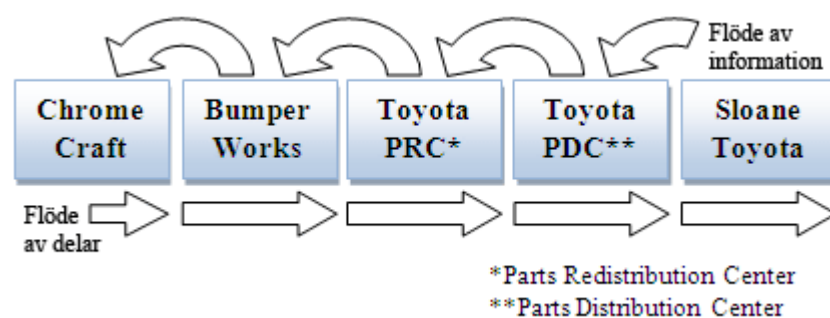 Flöde av
information
Chrome
Craft
Bumper
Works
Toyota
PRC*
Toyota
PDC**
Sloane
Toyota
Flöde
av delar
*Parts Redistribution Center
**Parts Distribution Center